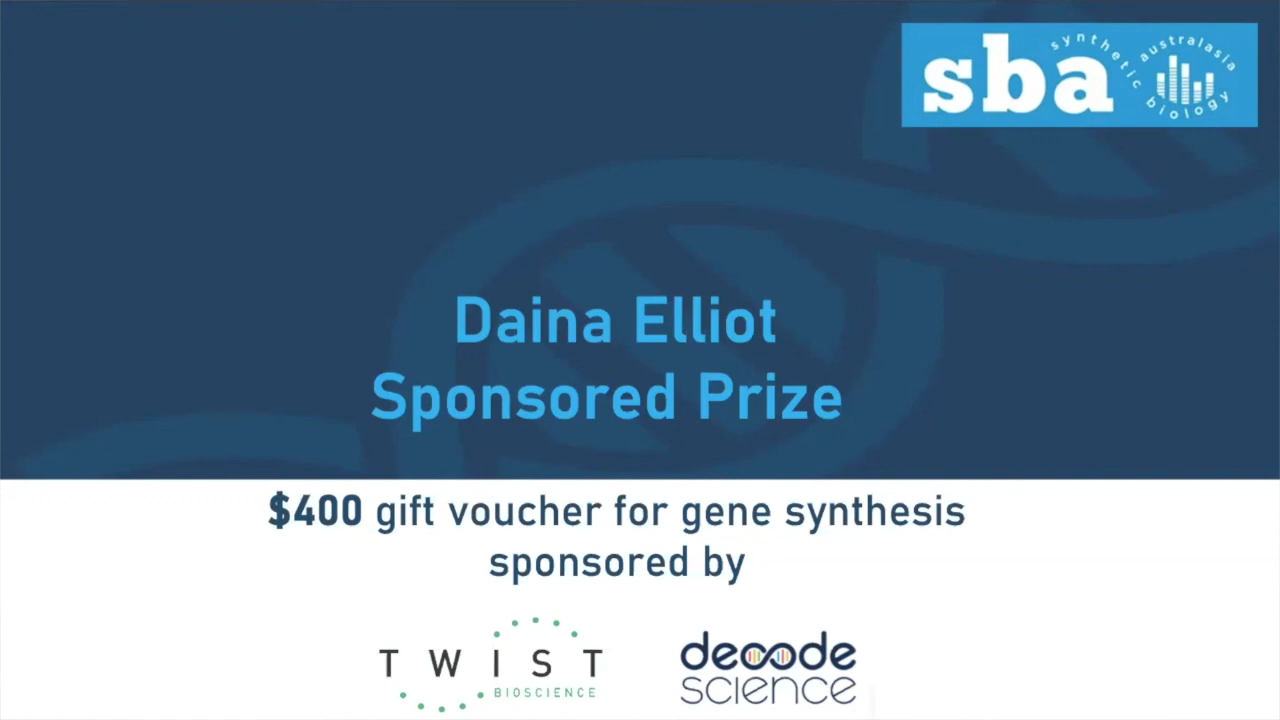 sba synthetic biology australasia
Daina Elliot
Sponsored Prize
$400 gift voucher for gene synthesis
sponsored by
TWIST
BIOSCIENCE
decode
science